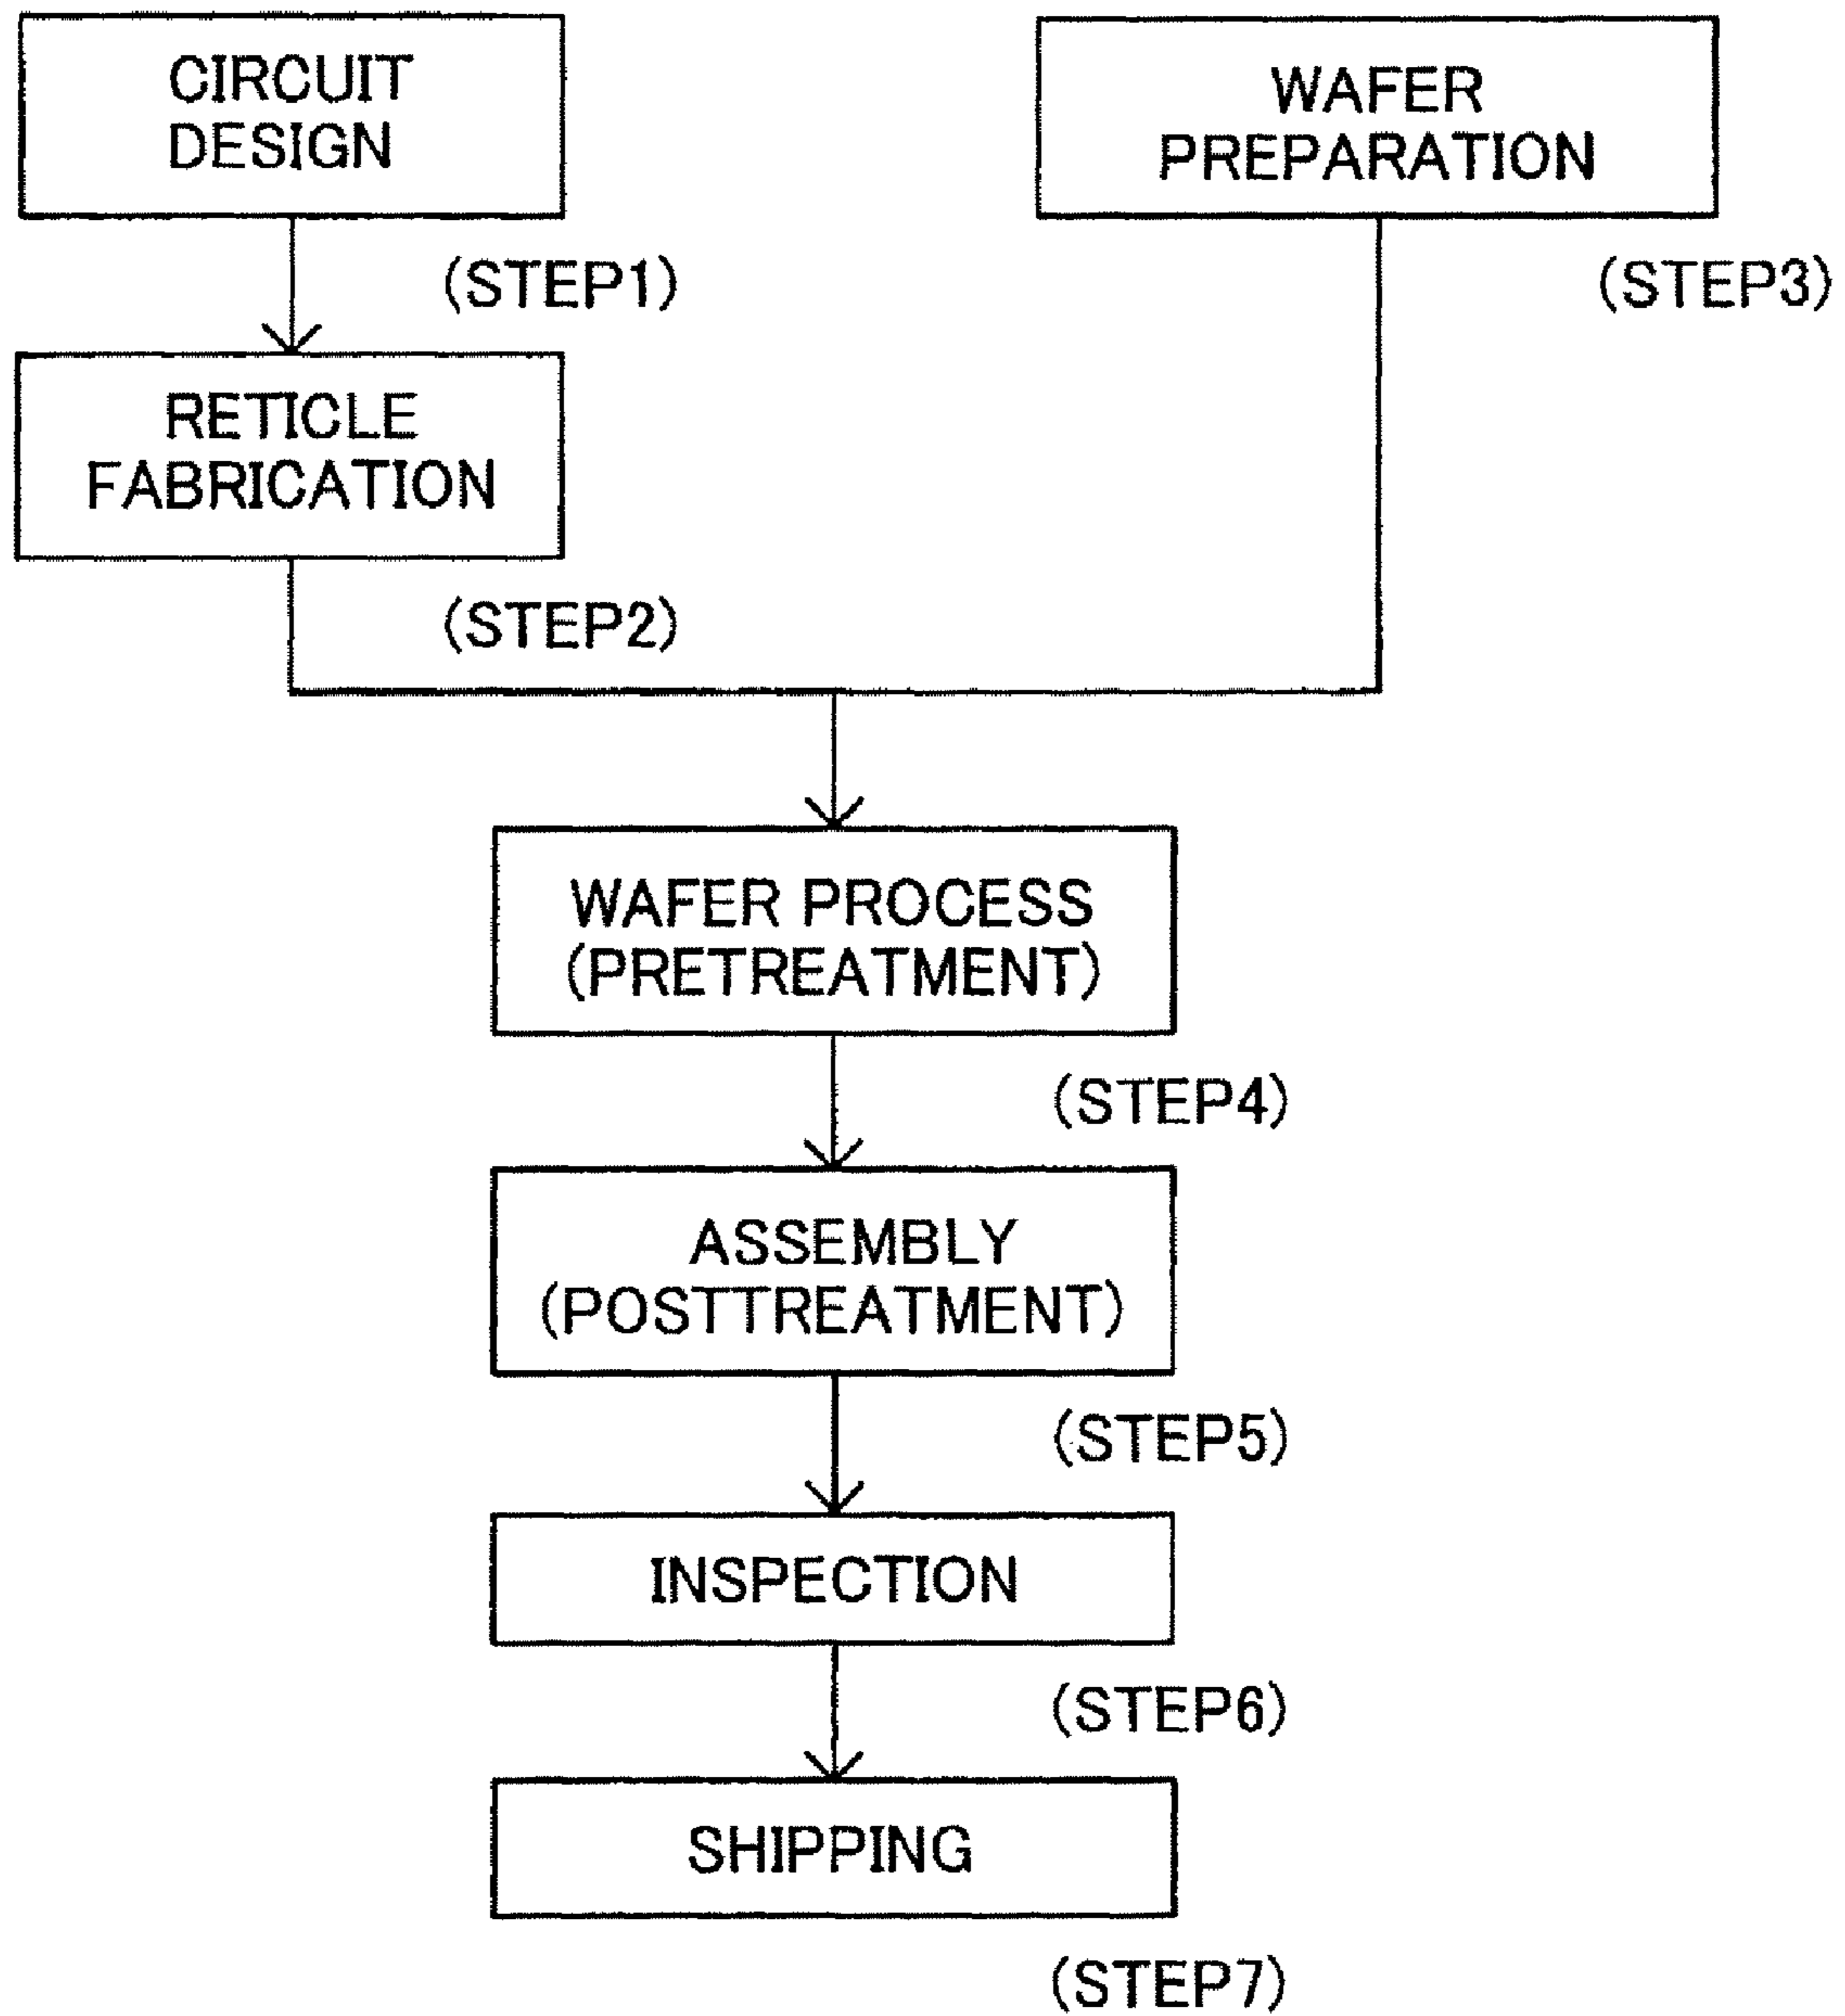 CIRCUIT
DESIGN
(STEP1)
RETICLE
FABRICATION
(STEP2)
WAFER
PREPARATION
(STEP3)
WAFER PROCESS
(PRETREATMENT)
(STEP4)
ASSEMBLY
(POSTTREATMENT)
(STEP5)
INSPECTION
(STEP6)
SHIPPING
(STEP7)